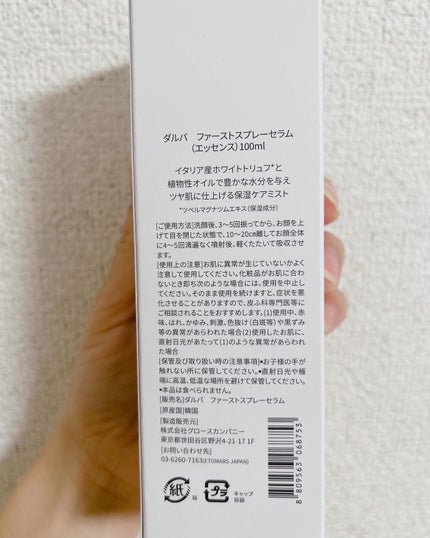 ダルバ　ファーストスプレーセラム
（エッセンス）100ml
イタリア産ホワイトトリュフ*と
植物性オイルで豊かな水分を与え
ツヤ肌に仕上げる保湿ケアミスト
*ツベルマグナツムエキス（保湿成分）
[ご使用方法]洗顔後、3～5回振ってから、お顔を上
げて目を閉じた状態で、10～20cm離してお顔全体
に4～5回満遍なく噴射後、軽くたたいて吸収させ
ます。
[使用上の注意]お肌に異常が生じていないかよく
注意して使用してください。化粧品がお肌に合わ
ないとき即ち次のような場合には、使用を中止し
てください。そのまま使用を続けますと、症状を悪
化させることがありますので、皮ふ科専門医等に
ご相談されることをおすすめします。(1)使用中、赤
味、はれ、かゆみ、刺激、色抜け(白斑等)や黒ずみ
等の異常があらわれた場合(2)使用したお肌に、
直射日光があたって(1)のような異常があらわれ
た場合
[保管及び取り扱い時の注意事項]•お子様の手が
触れない所に保管してください。•直射日光や極
端に高温、低温な場所を避けて保管してください。
•本品は食べられません。
[販売名]ダルバ　ファーストスプレーセラム
[原産国]韓国
[製造販売元]
株式会社グロースカンパニー
東京都世田谷区野沢4-21-17 1F
[お問い合わせ先]
03-6260-7163(ETOMARS JAPAN)
紙 箱 プラ キャップ
容器
8809563068753